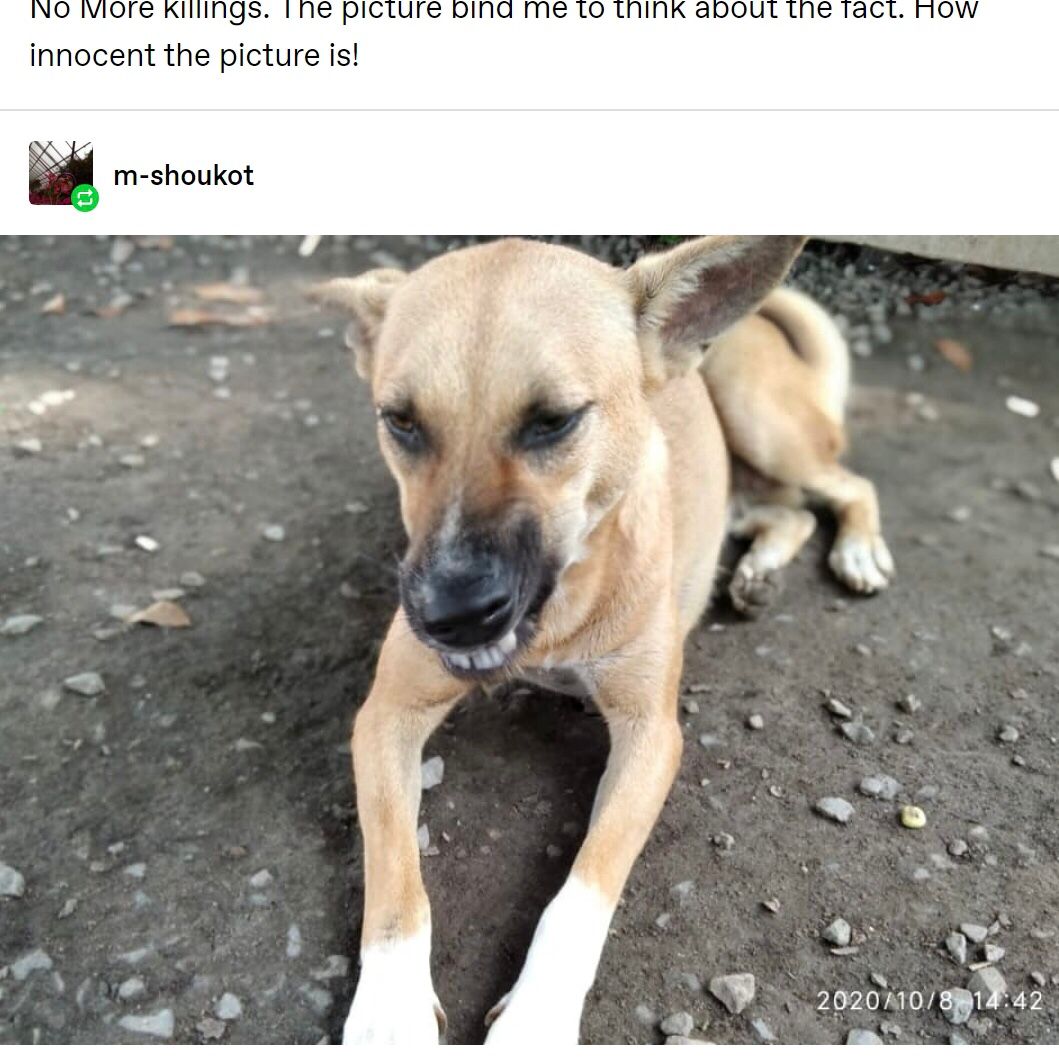 No More killings. The picture bind me to think about the fact. How
innocent the picture is!
m-shoukot
2020/10/8 14:42